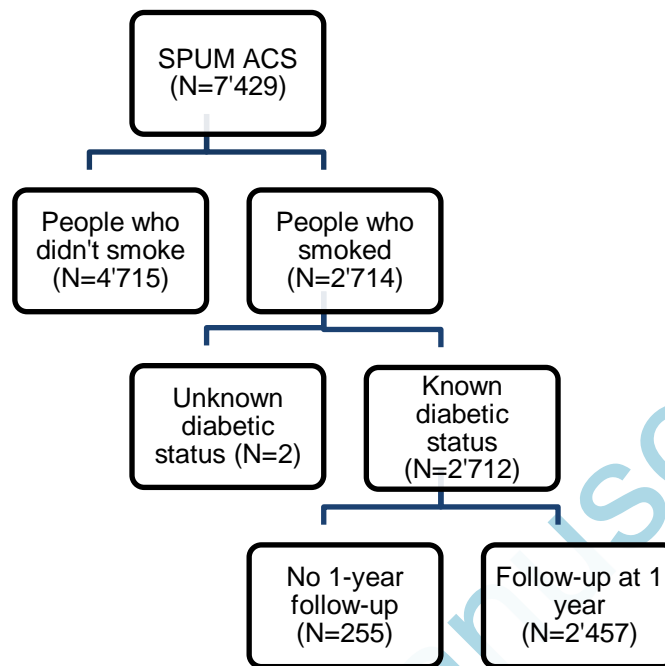 SPUM ACS
(N=7'429)
People who
didn't smoke
(N=4'715)
People who
smoked
(N=2'714)
Unknown
diabetic
status (N=2)
Known
diabetic
status
(N=2'712)
No 1-year
follow-up
(N=255)
Follow-up at 1
year
(N=2'457)